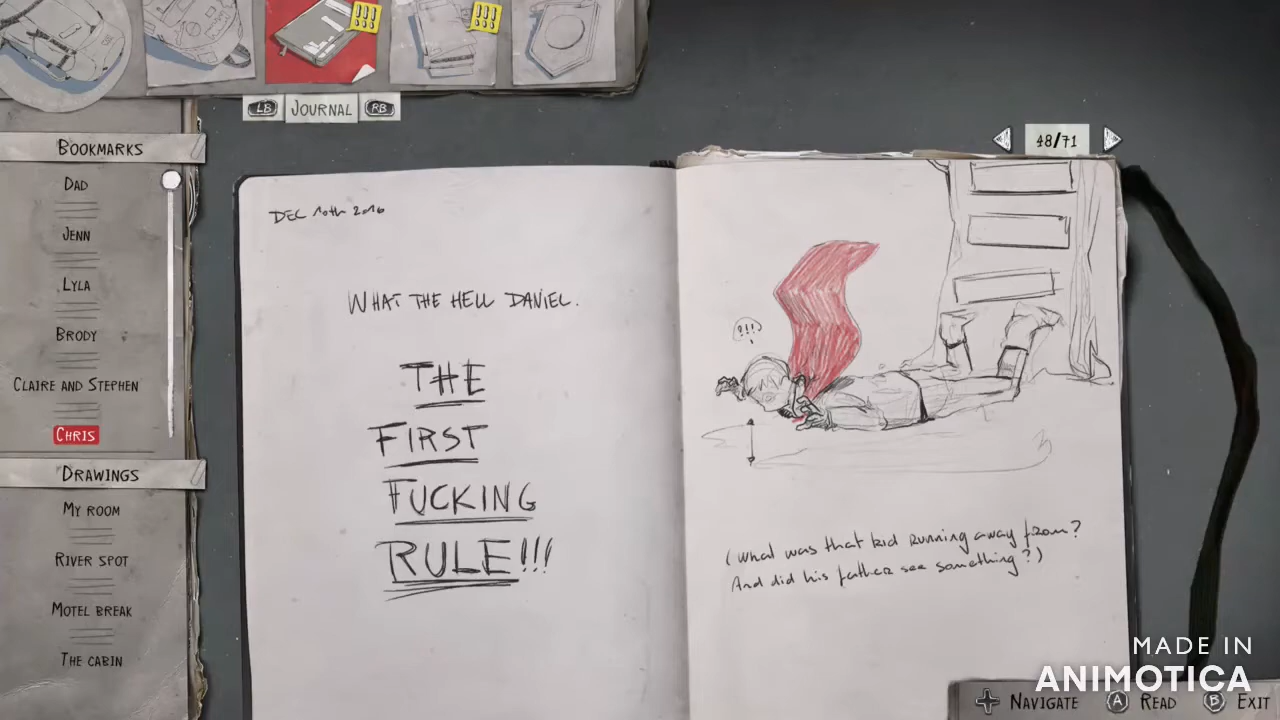 LB JOURNAL RB
48/71
BOOKMARKS
DAD
JENN
LYLA
BRODY
CLAIRE AND STEPHEN
CHRIS
DRAWINGS
MY ROOM
RIVER SPOT
MOTEL BREAK
THE CABIN
DEC 10th 2016
WHAT THE HELL DANIEL.
THE
FIRST
FUCKING
RULE!!!
?!!
(What was that kid running away from?
And did his father see something?)
MADE IN
ANIMOTICA
NAVIGATE A READ B EXIT